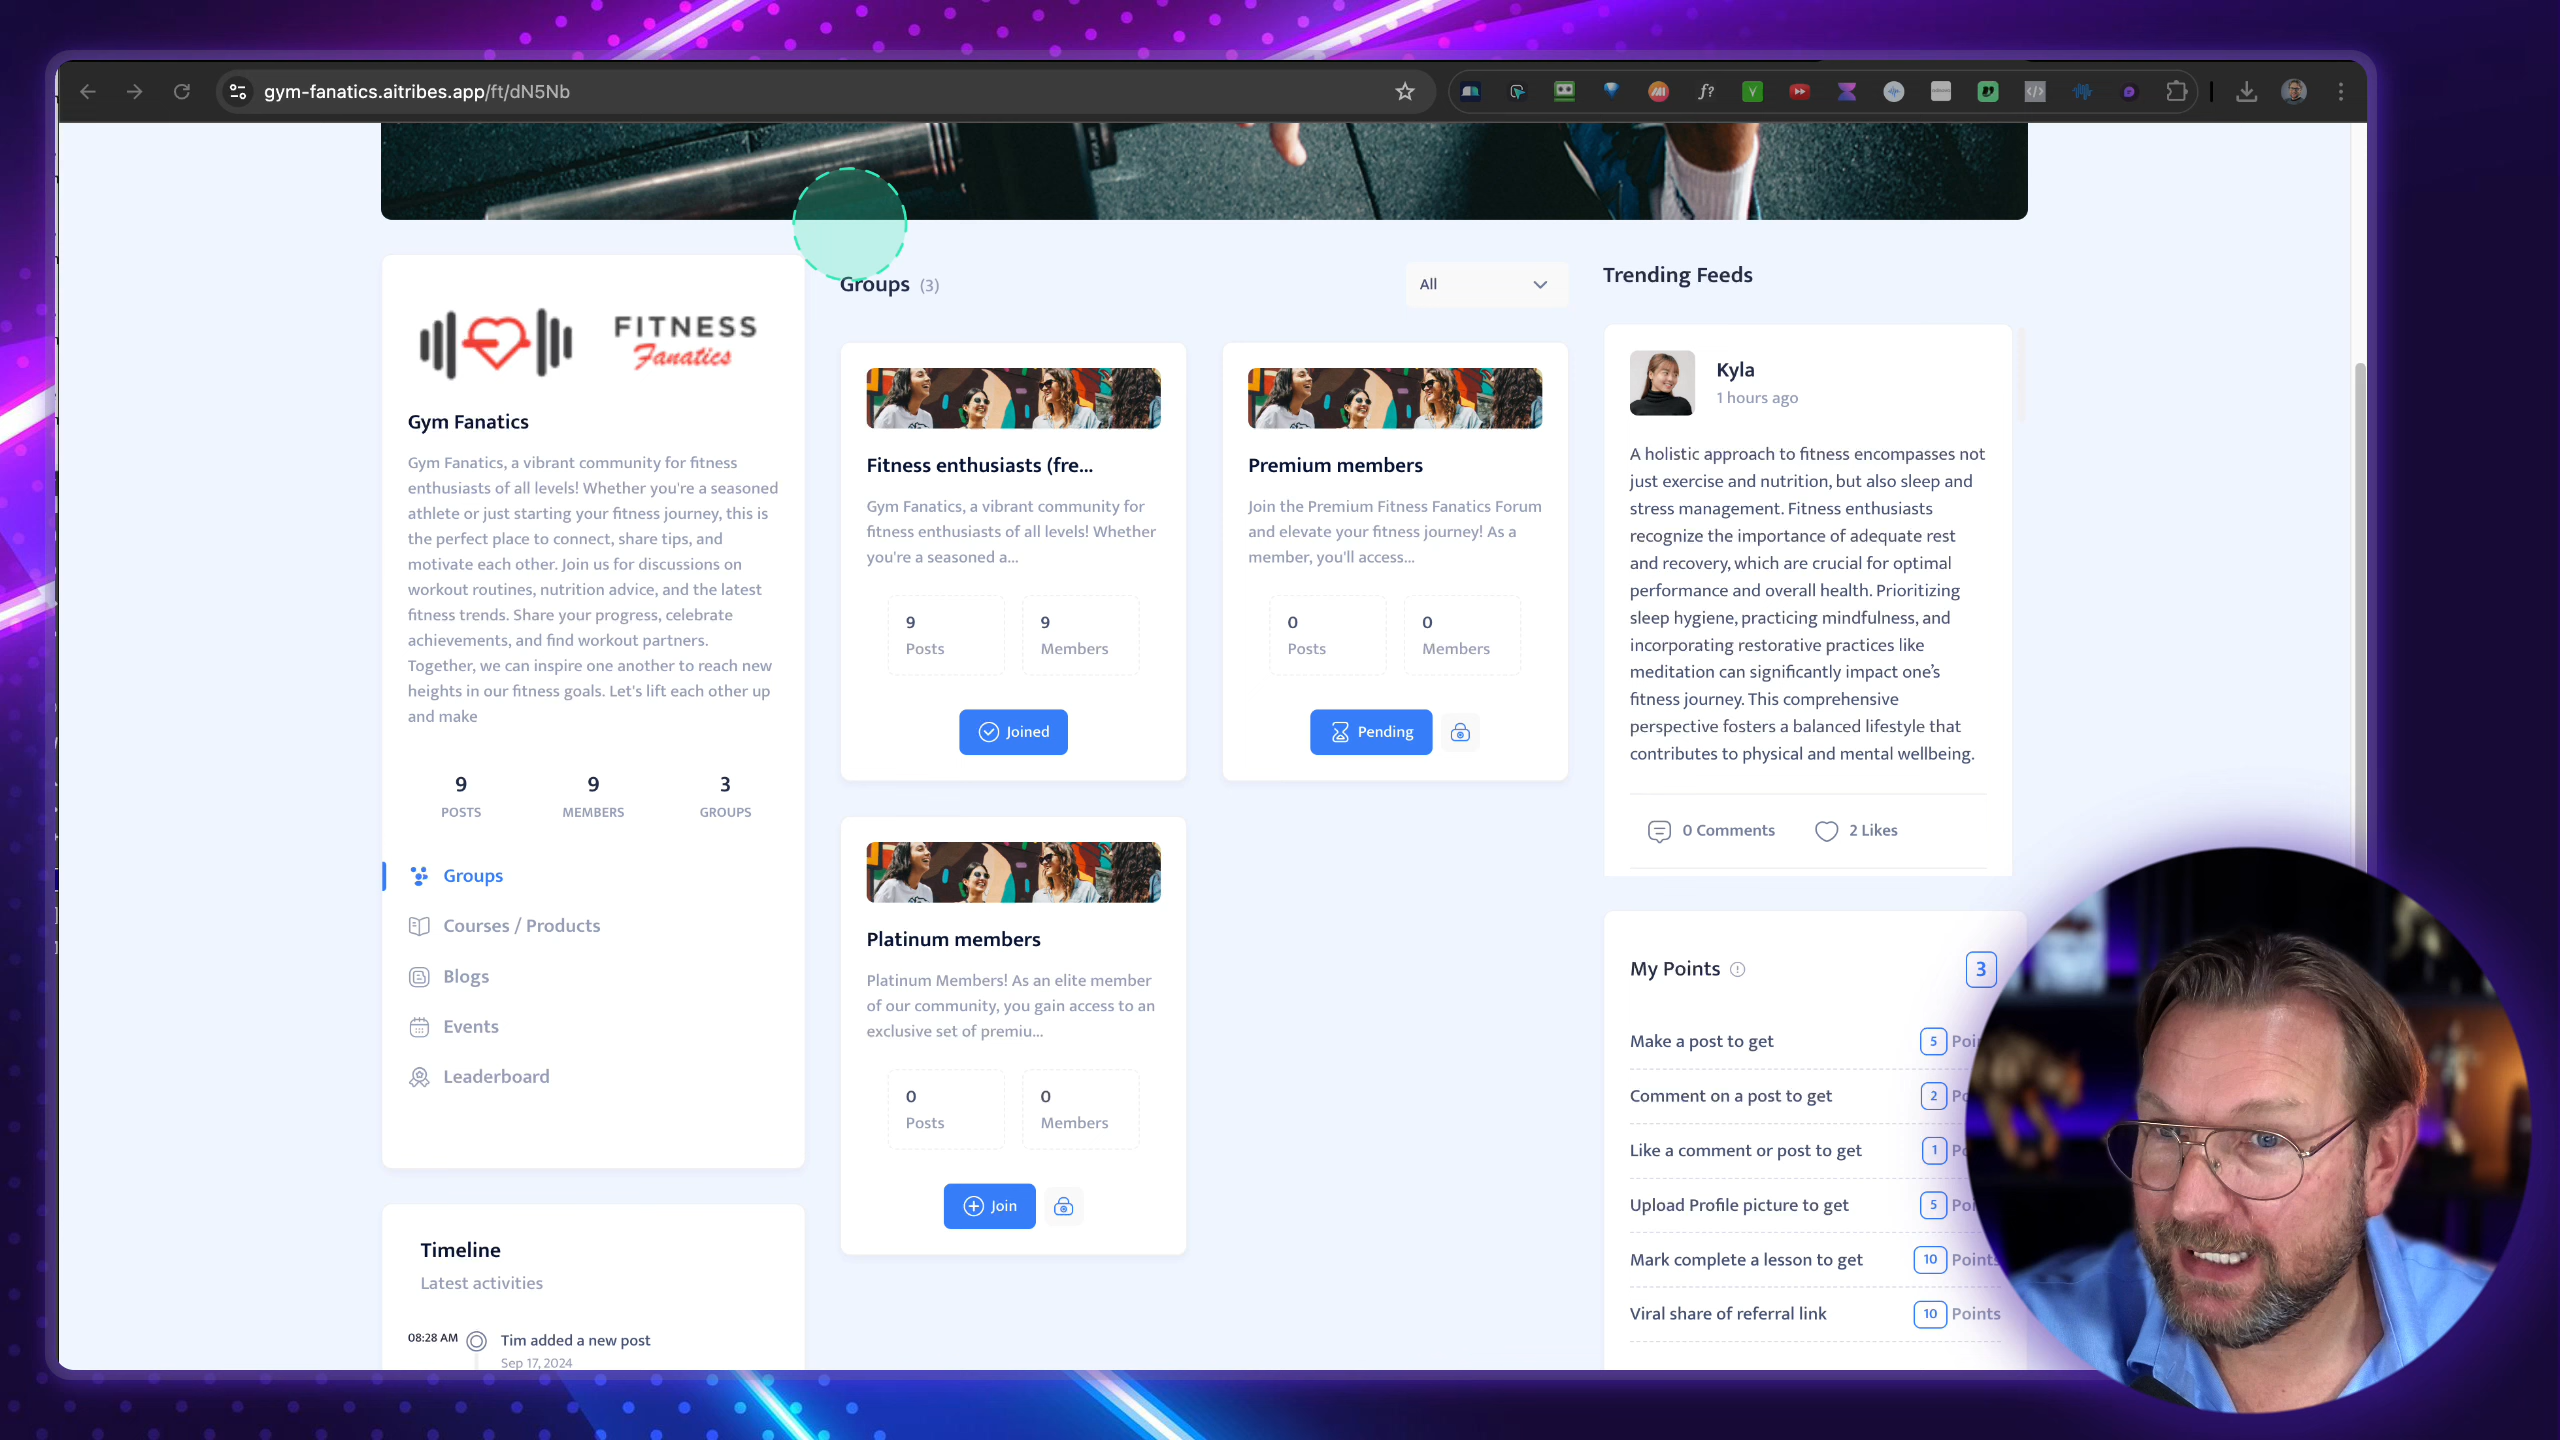 gym-fanatics.aitribes.app/ft/dN5Nb
FITNESS
Fanatics
Gym Fanatics
Gym Fanatics, a vibrant community for fitness
enthusiasts of all levels! Whether you're a seasoned
athlete or just starting your fitness journey, this is
the perfect place to connect, share tips, and
motivate each other. Join us for discussions on
workout routines, nutrition advice, and the latest
fitness trends. Share your progress, celebrate
achievements, and find workout partners.
Together, we can inspire one another to reach new
heights in our fitness goals. Let's lift each other up
and make
9
POSTS
9
MEMBERS
3
GROUPS
Groups
Courses / Products
Blogs
Events
Leaderboard
Timeline
Latest activities
08:28 AM
Tim added a new post
Sep 17, 2024
Groups (3)
All
Fitness enthusiasts (fre...
Gym Fanatics, a vibrant community for
fitness enthusiasts of all levels! Whether
you're a seasoned a...
9
Posts
9
Members
Joined
Premium members
Join the Premium Fitness Fanatics Forum
and elevate your fitness journey! As a
member, you'll access...
0
Posts
0
Members
Pending
Platinum members
Platinum Members! As an elite member
of our community, you gain access to an
exclusive set of premiu...
0
Posts
0
Members
Join
Trending Feeds
Kyla
1 hours ago
A holistic approach to fitness encompasses not
just exercise and nutrition, but also sleep and
stress management. Fitness enthusiasts
recognize the importance of adequate rest
and recovery, which are crucial for optimal
performance and overall health. Prioritizing
sleep hygiene, practicing mindfulness, and
incorporating restorative practices like
meditation can significantly impact one's
fitness journey. This comprehensive
perspective fosters a balanced lifestyle that
contributes to physical and mental wellbeing.
0 Comments
2 Likes
My Points
3
Make a post to get 5
Comment on a post to get 2
Like a comment or post to get 1
Upload Profile picture to get 5
Mark complete a lesson to get 10 Points
Viral share of referral link 10 Points